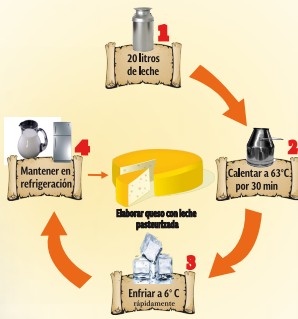 1
20 litros
de leche
2
Calentar a 63°C
por 30 min
3
Enfriar a 6° C
rápidamente
4
Mantener en
refrigeración
Elaborar queso con leche
pasteurizada